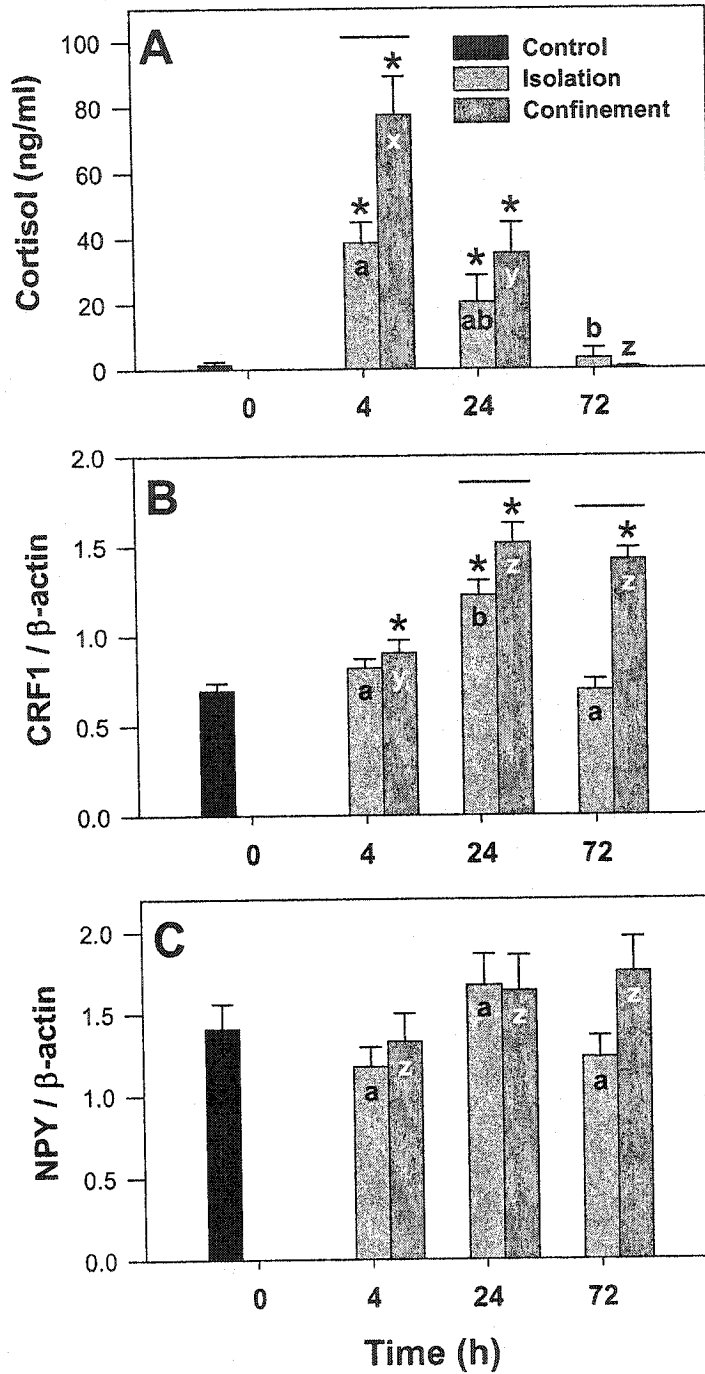 A
Control
Isolation
Confinement
Cortisol (ng/ml)
100
80
60
40
20
0
*
*
x
a
*
*
y
ab
b
z
0 4 24 72
B
CRF1 / β-actin
2.0
1.5
1.0
0.5
0.0
*
a
y
*
*
b
z
*
a
z
0 4 24 72
C
NPY / β-actin
2.0
1.5
1.0
0.5
0.0
a
z
a
z
a
z
0 4 24 72
Time (h)